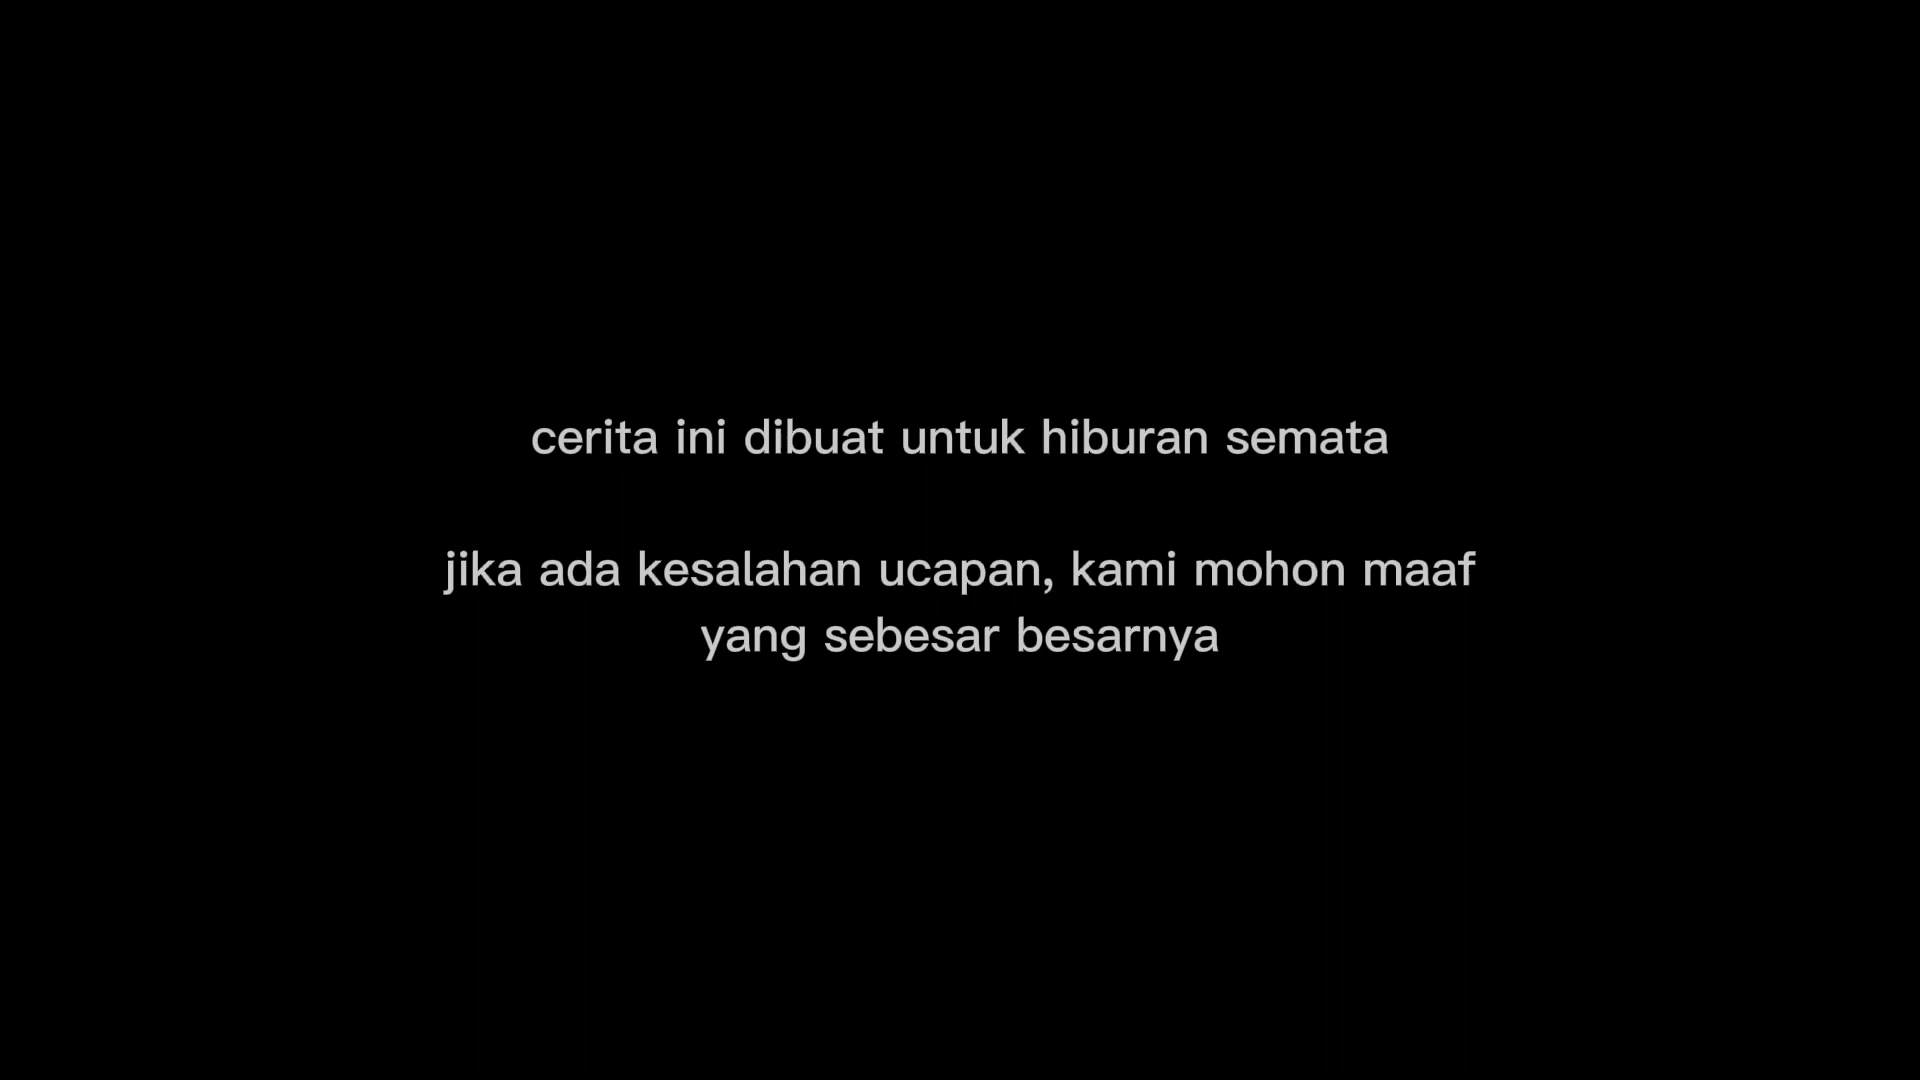 cerita ini dibuat untuk hiburan semata
jika ada kesalahan ucapan, kami mohon maaf
yang sebesar besarnya